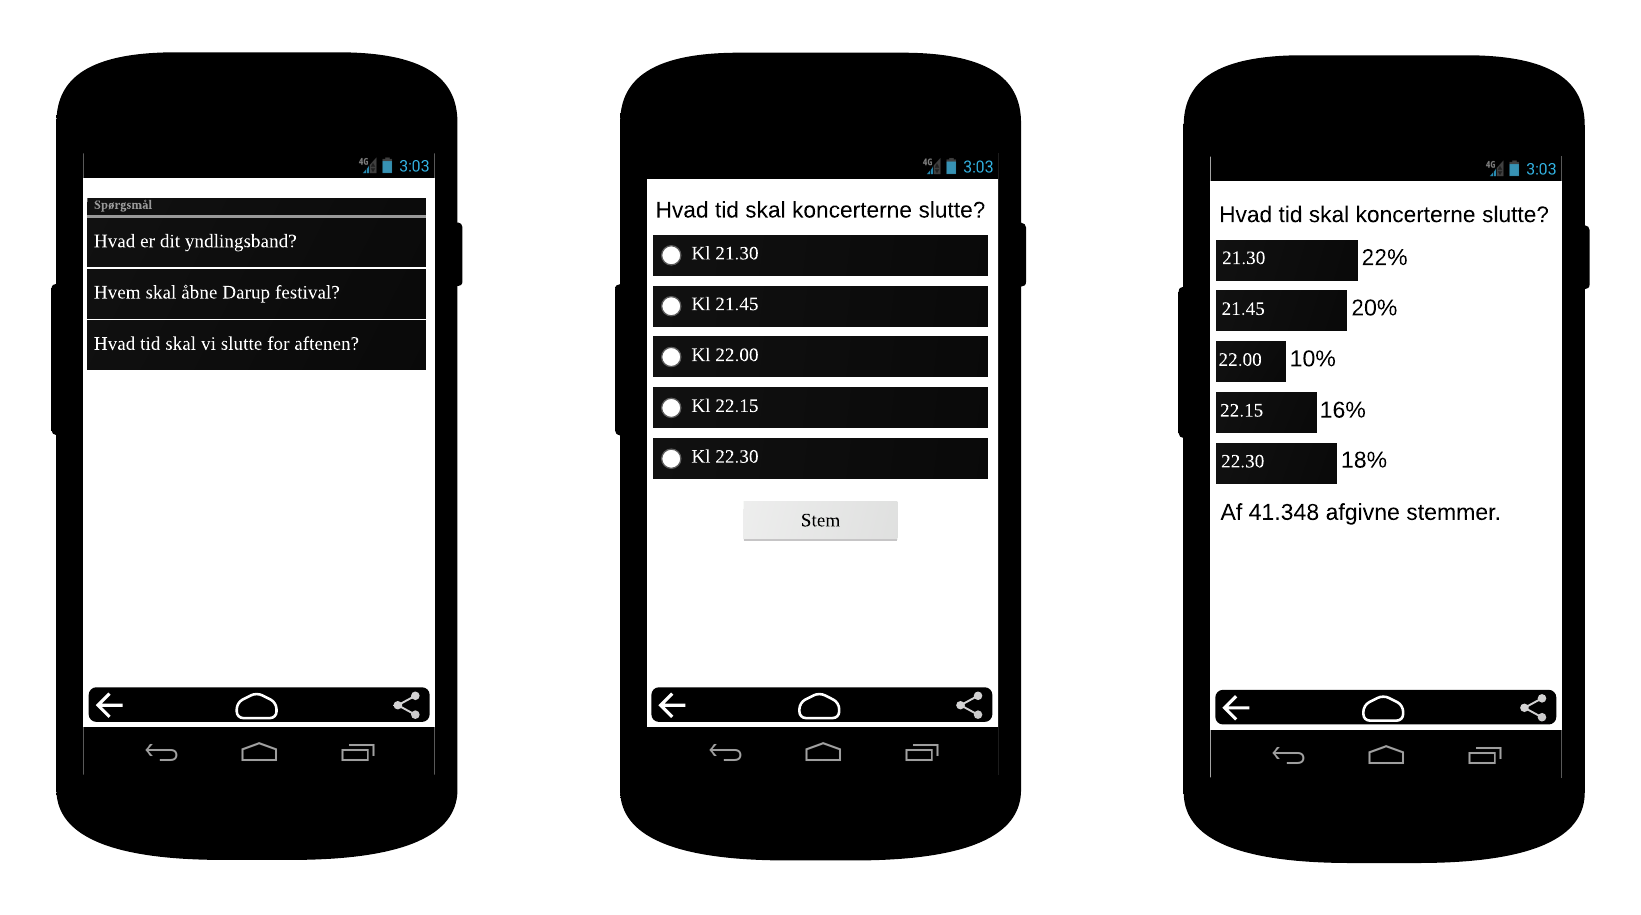 4G 3:03
Spørgsmål
Hvad er dit yndlingsband?
Hvem skal åbne Darup festival?
Hvad tid skal vi slutte for aftenen?
4G 3:03
Hvad tid skal koncerterne slutte?
Kl 21.30
Kl 21.45
Kl 22.00
Kl 22.15
Kl 22.30
Stem
4G 3:03
Hvad tid skal koncerterne slutte?
21.30 22%
21.45 20%
22.00 10%
22.15 16%
22.30 18%
Af 41.348 afgivne stemmer.